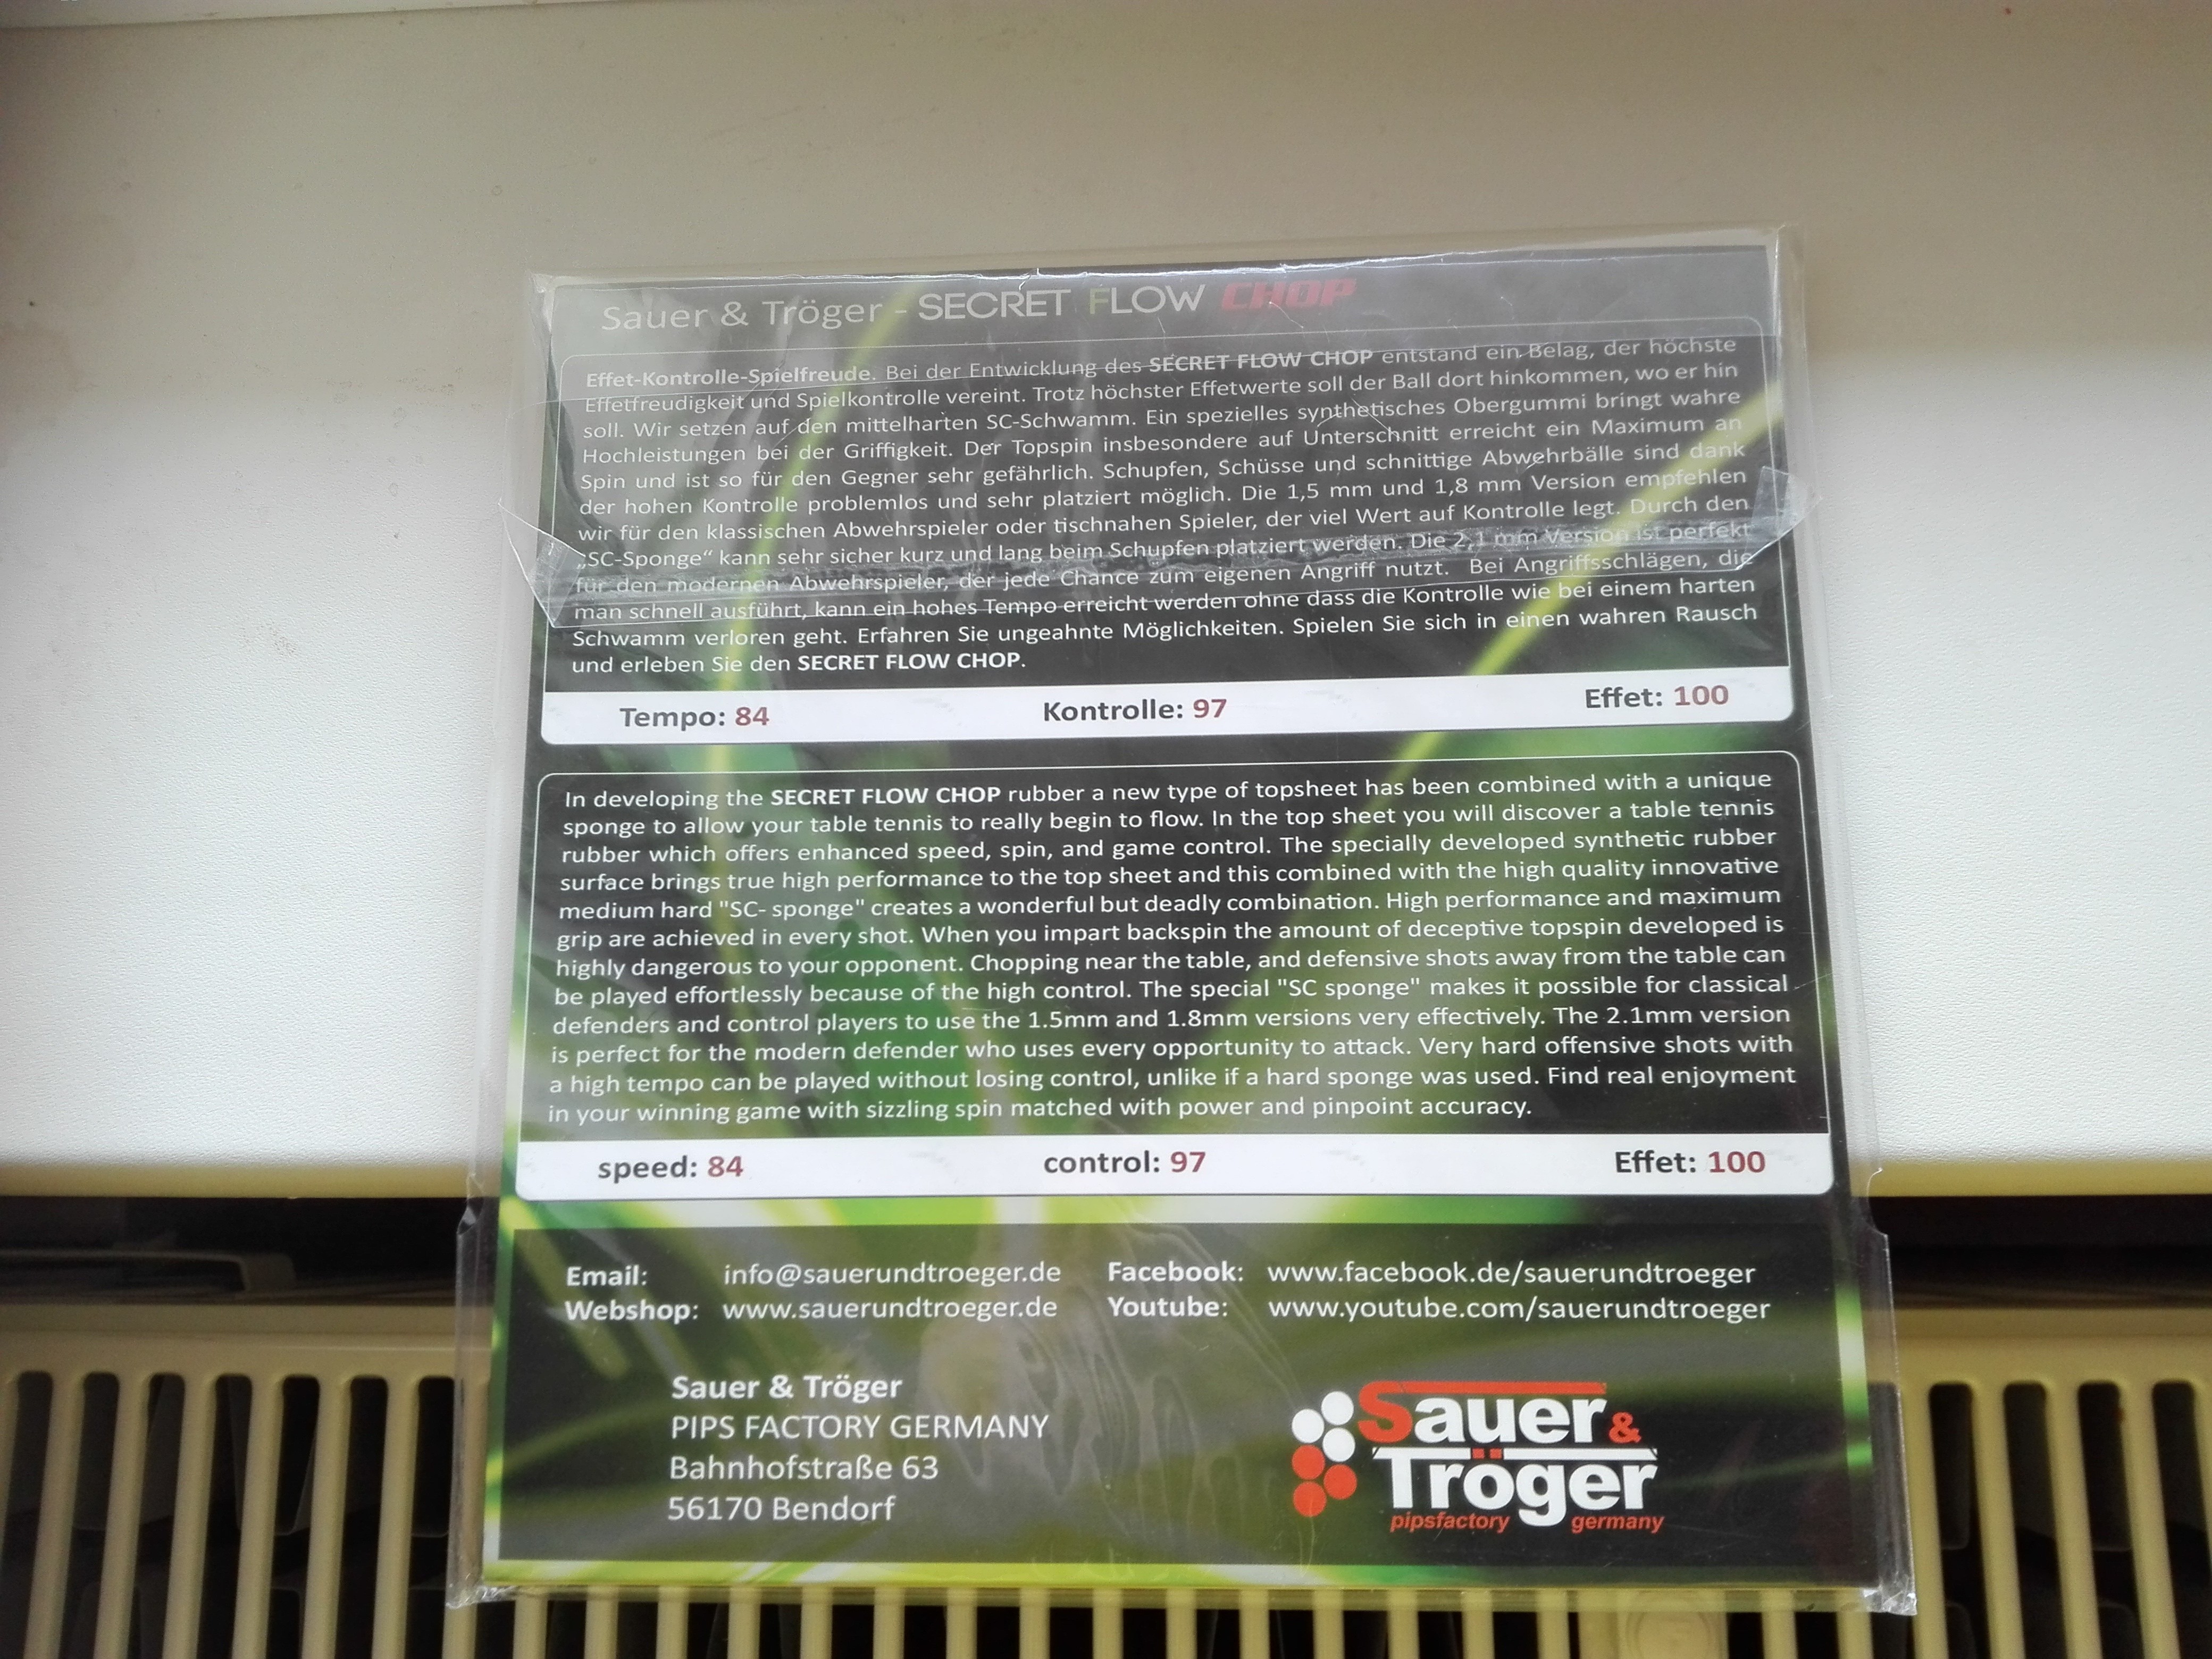 Sauer & Tröger - SECRET FLOW CHOP
Effet-Kontrolle-Spielfreude. Bei der Entwicklung des SECRET FLOW CHOP entstand ein Belag, der höchste
Effetfreudigkeit und Spielkontrolle vereint. Trotz höchster Effetwerte soll der Ball dort hinkommen, wo er hin
soll. Wir setzen auf den mittelharten SC-Schwamm. Ein spezielles synthetisches Obergummi bringt wahre
Hochleistungen bei der Griffigkeit. Der Topspin insbesondere auf Unterschnitt erreicht ein Maximum an
Spin und ist so für den Gegner sehr gefährlich. Schupfen, Schüsse und schnittige Abwehrbälle sind dank
der hohen Kontrolle problemlos und sehr platziert möglich. Die 1,5 mm und 1,8 mm Version empfehlen
wir für den klassischen Abwehrspieler oder tischnahen Spieler, der viel Wert auf Kontrolle legt. Durch den
„SC-Sponge“ kann sehr sicher kurz und lang beim Schupfen platziert werden. Die 2,1 mm Version ist perfekt
für den modernen Abwehrspieler, der jede Chance zum eigenen Angriff nutzt. Bei Angriffsschlägen, die
man schnell ausführt, kann ein hohes Tempo erreicht werden ohne dass die Kontrolle wie bei einem harten
Schwamm verloren geht. Erfahren Sie ungeahnte Möglichkeiten. Spielen Sie sich in einen wahren Rausch
und erleben Sie den SECRET FLOW CHOP.
Tempo: 84 Kontrolle: 97 Effet: 100
In developing the SECRET FLOW CHOP rubber a new type of topsheet has been combined with a unique
sponge to allow your table tennis to really begin to flow. In the top sheet you will discover a table tennis
rubber which offers enhanced speed, spin, and game control. The specially developed synthetic rubber
surface brings true high performance to the top sheet and this combined with the high quality innovative
medium hard "SC- sponge" creates a wonderful but deadly combination. High performance and maximum
grip are achieved in every shot. When you impart backspin the amount of deceptive topspin developed is
highly dangerous to your opponent. Chopping near the table, and defensive shots away from the table can
be played effortlessly because of the high control. The special "SC sponge" makes it possible for classical
defenders and control players to use the 1.5mm and 1.8mm versions very effectively. The 2.1mm version
is perfect for the modern defender who uses every opportunity to attack. Very hard offensive shots with
a high tempo can be played without losing control, unlike if a hard sponge was used. Find real enjoyment
in your winning game with sizzling spin matched with power and pinpoint accuracy.
speed: 84 control: 97 Effet: 100
Email: info@sauerundtroeger.de Facebook: www.facebook.de/sauerundtroeger
Webshop: www.sauerundtroeger.de Youtube: www.youtube.com/sauerundtroeger
Sauer & Tröger
PIPS FACTORY GERMANY
Bahnhofstraße 63
56170 Bendorf
Sauer &
Tröger
pipsfactory germany